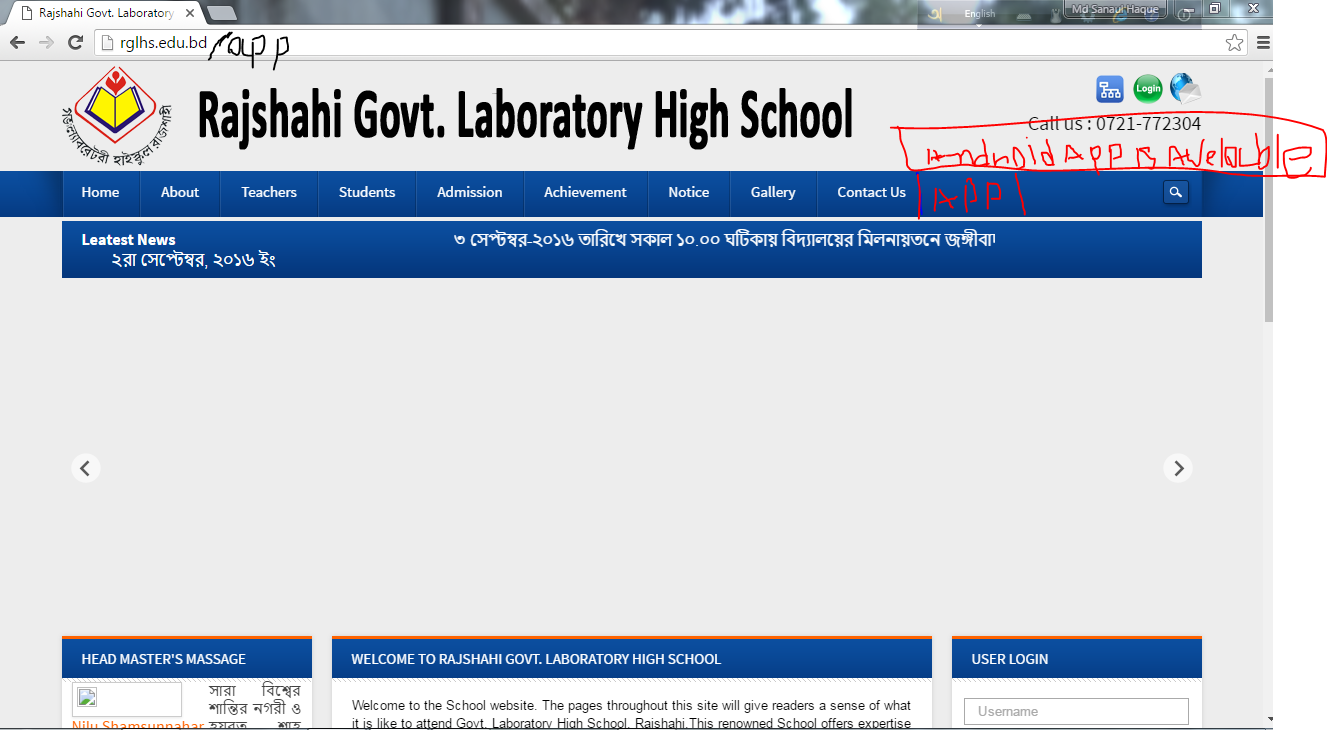 Rajshahi Govt. Laboratory
English
Md Sanaul Haque
rglhs.edu.bd/app
Login
Rajshahi Govt. Laboratory High School
Call us : 0721-772304
Android App is Avelable
Home About Teachers Students Admission Achievement Notice Gallery Contact Us APP
Leatest News
৩ সেপ্টম্বর-২০১৬ তারিখে সকাল ১০.০০ ঘটিকায় বিদ্যালয়ের মিলনায়তনে জঙ্গীবা
২রা সেপ্টেম্বর, ২০১৬ ইং
HEAD MASTER'S MASSAGE
সারা বিশ্বের
শান্তির নগরী ও
Nilu Shamsunnahar হযরত শাহ
WELCOME TO RAJSHAHI GOVT. LABORATORY HIGH SCHOOL
Welcome to the School website. The pages throughout this site will give readers a sense of what
it is like to attend Govt. Laboratory High School, Rajshahi.This renowned School offers expertise
USER LOGIN
Username